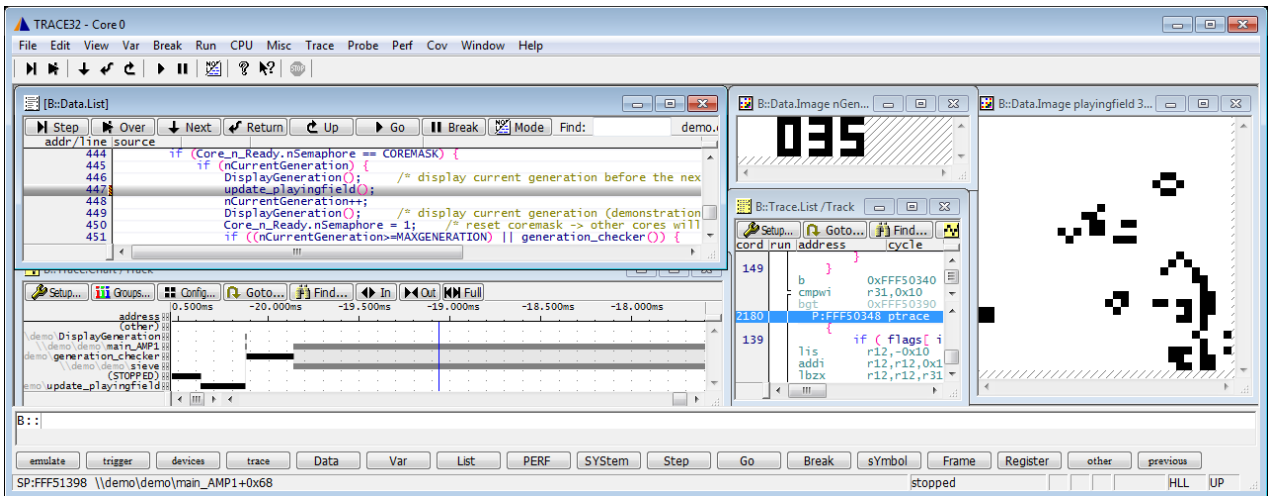 TRACE32 - Core 0
File Edit View Var Break Run CPU Misc Trace Probe Perf Cov Window Help
[B::Data.List]
Step Over Next Return Up Go Break Mode Find: demo.
addr/line source
444 if (Core_n_Ready.nSemaphore == COREMASK) {
445 if (nCurrentGeneration) {
446 DisplayGeneration(); /* display current generation before the nex
447 update_playingfield();
448 nCurrentGeneration++;
449 DisplayGeneration(); /* display current generation (demonstration
450 Core_n_Ready.nSemaphore = 1; /* reset coremask -> other cores will
451 if ((nCurrentGeneration>=MAXGENERATION) || generation_checker()) {
B::Trace.Chart /Track
Setup... Groups... Config... Goto... Find... In Out Full
0.500ms -20.000ms -19.500ms -19.000ms -18.500ms -18.000ms
address
(other)
\demo\DisplayGeneration
\\demo\demo\main_AMP1
demo\generation_checker
\\demo\demo\sieve
(STOPPED)
emo\update_playingfield
B::Data.Image nGen...
035
B::Trace.List /Track
Setup... Goto... Find...
cord run address cycle
}
149 }
b 0xFFF50340
cmpwi r31,0x10
bgt 0xFFF50390
2180 P:FFF50348 ptrace
{
139 if ( flags[ i
lis r12,-0x10
addi r12,r12,0x1
lbzx r12,r12,r31
B::Data.Image playingfield 3...
B::
emulate trigger devices trace Data Var List PERF SYStem Step Go Break sYmbol Frame Register other previous
SP:FFF51398 \\demo\demo\main_AMP1+0x68 stopped HLL UP